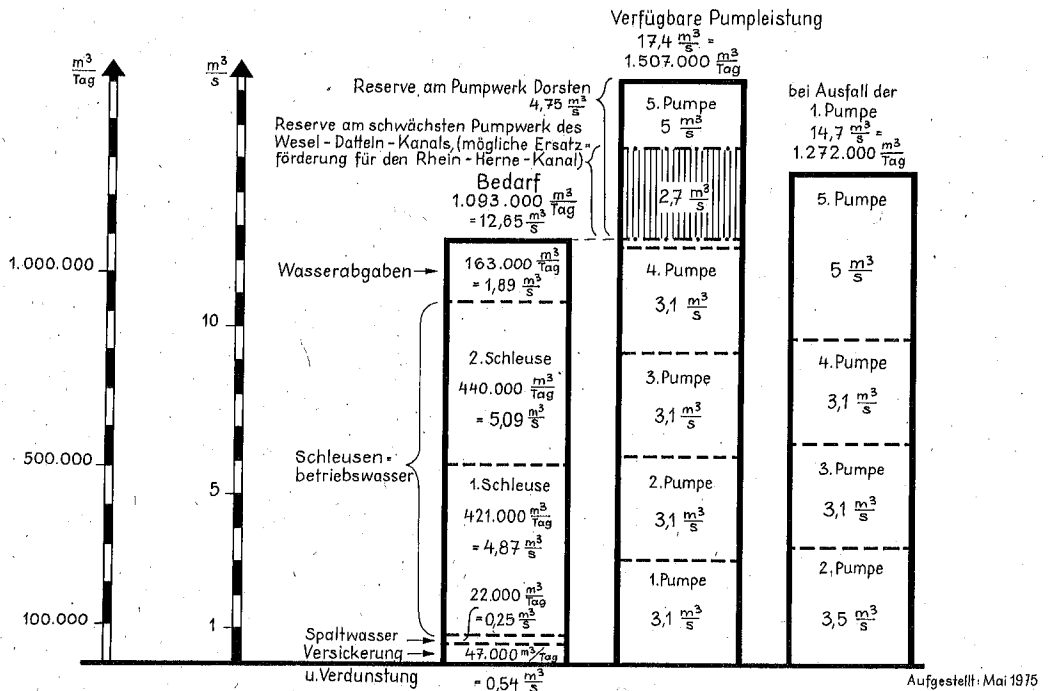 m³/Tag
m³/s
1.000.000
500.000
100.000
10
5
1
Bedarf
1.093.000 m³/Tag
= 12,65 m³/s
Wasserabgaben
163.000 m³/Tag
= 1,89 m³/s
Schleusen=
betriebswasser
2. Schleuse
440.000 m³/Tag
= 5,09 m³/s
1. Schleuse
421.000 m³/Tag
= 4,87 m³/s
22.000 m³/Tag
= 0,25 m³/s
Spaltwasser
Versickerung
u. Verdunstung
47.000 m³/Tag
= 0,54 m³/s
Reserve am Pumpwerk Dorsten
4,75 m³/s
Reserve am schwächsten Pumpwerk des
Wesel-Datteln-Kanals, (mögliche Ersatz=
förderung für den Rhein-Herne-Kanal)
Verfügbare Pumpleistung
17,4 m³/s =
1.507.000 m³/Tag
5. Pumpe
5 m³/s
2,7 m³/s
4. Pumpe
3,1 m³/s
3. Pumpe
3,1 m³/s
2. Pumpe
3,1 m³/s
1. Pumpe
3,1 m³/s
bei Ausfall der
1. Pumpe
14,7 m³/s =
1.272.000 m³/Tag
5. Pumpe
5 m³/s
4. Pumpe
3,1 m³/s
3. Pumpe
3,1 m³/s
2. Pumpe
3,5 m³/s
Aufgestellt: Mai 1975